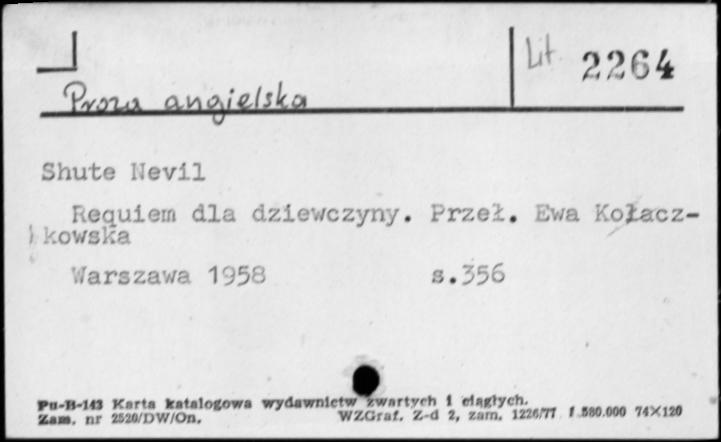 Lit 2264
Proza angielska
Shute Nevil
Requiem dla dziewczyny. Przeł. Ewa Kołacz-
kowska
Warszawa 1958 s.356
Pu-B-143 Karta katalogowa wydawnictw zwartych i ciągłych.
Zam. nr 2520/DW/On. WZGraf. Z-d 2, zam. 1226/77 f .580.000 74×120